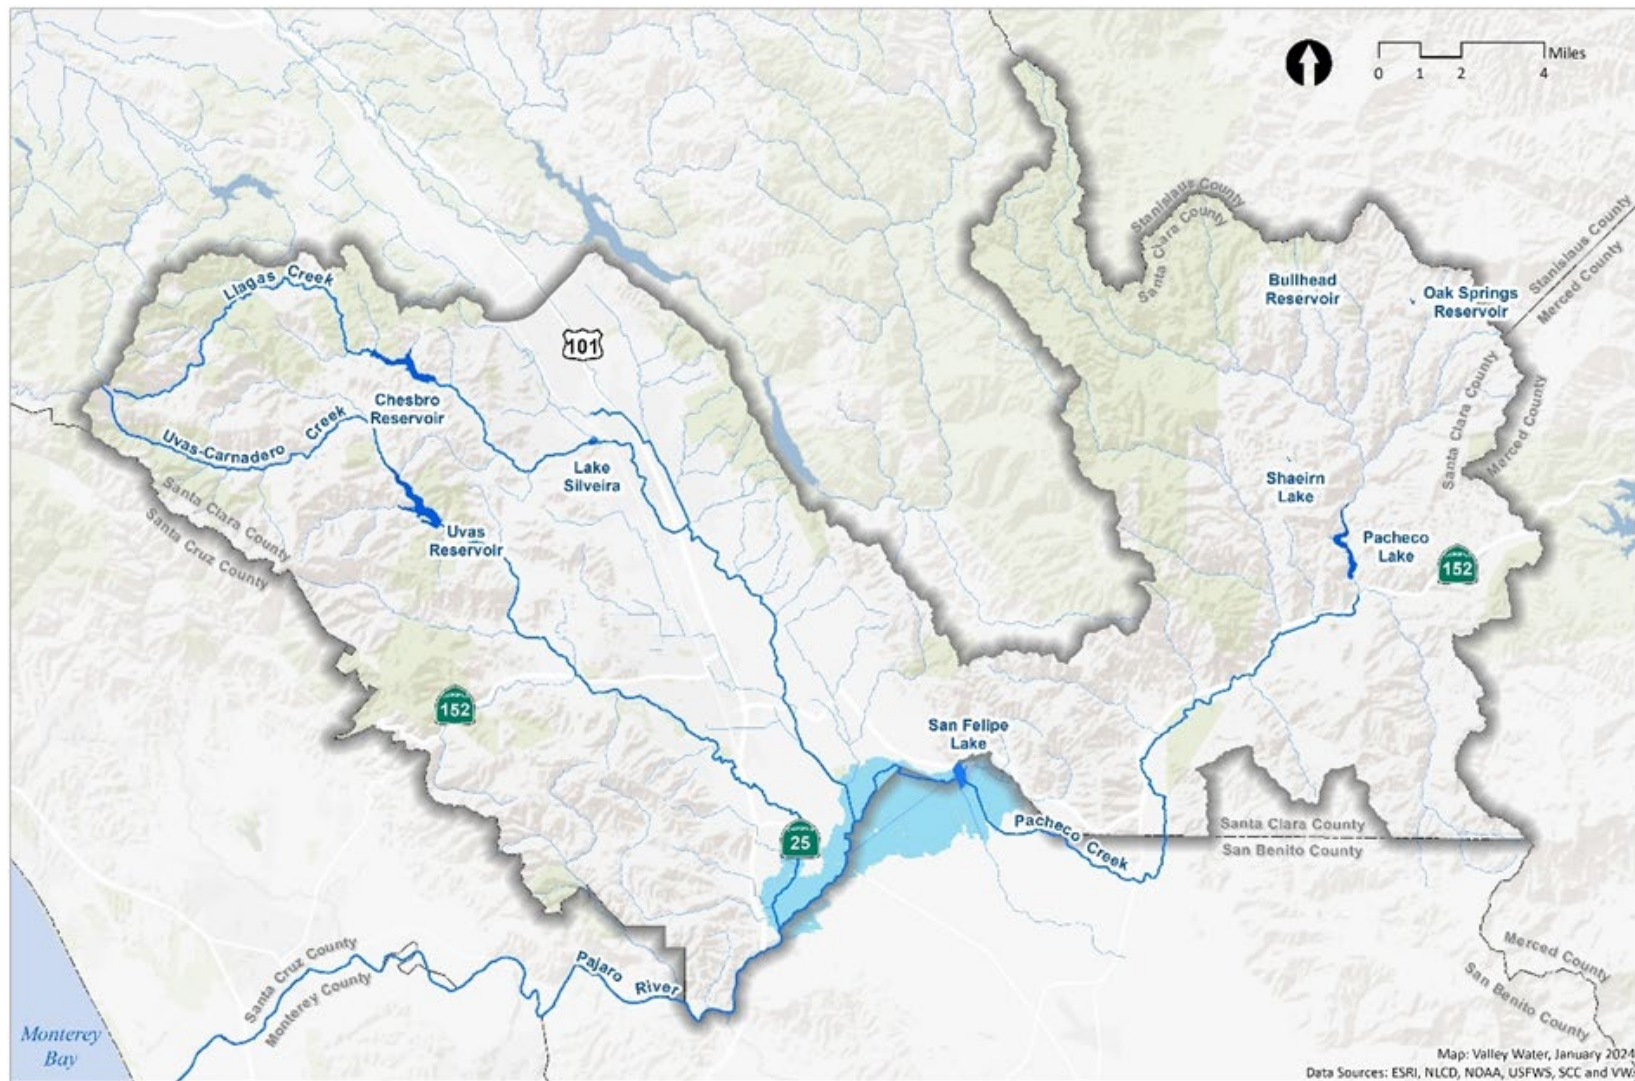 Miles
0 1 2 4
Stanislaus County
Santa Clara County
Stanislaus County
Merced County
Llagas Creek
Bullhead
Reservoir
Oak Springs
Reservoir
101
Chesbro
Reservoir
Uvas-Carnadero Creek
Santa Clara County
Merced County
Lake
Silveira
Shaeirn
Lake
Santa Clara County
Santa Cruz County
Uvas
Reservoir
Pacheco
Lake
152
152
San Felipe
Lake
25
Pacheco Creek
Santa Clara County
San Benito County
Santa Cruz County
Monterey County
Pajaro River
Merced County
San Benito County
Monterey
Bay
Map: Valley Water, January 2024
Data Sources: ESRI, NLCD, NOAA, USFWS, SCC and VW